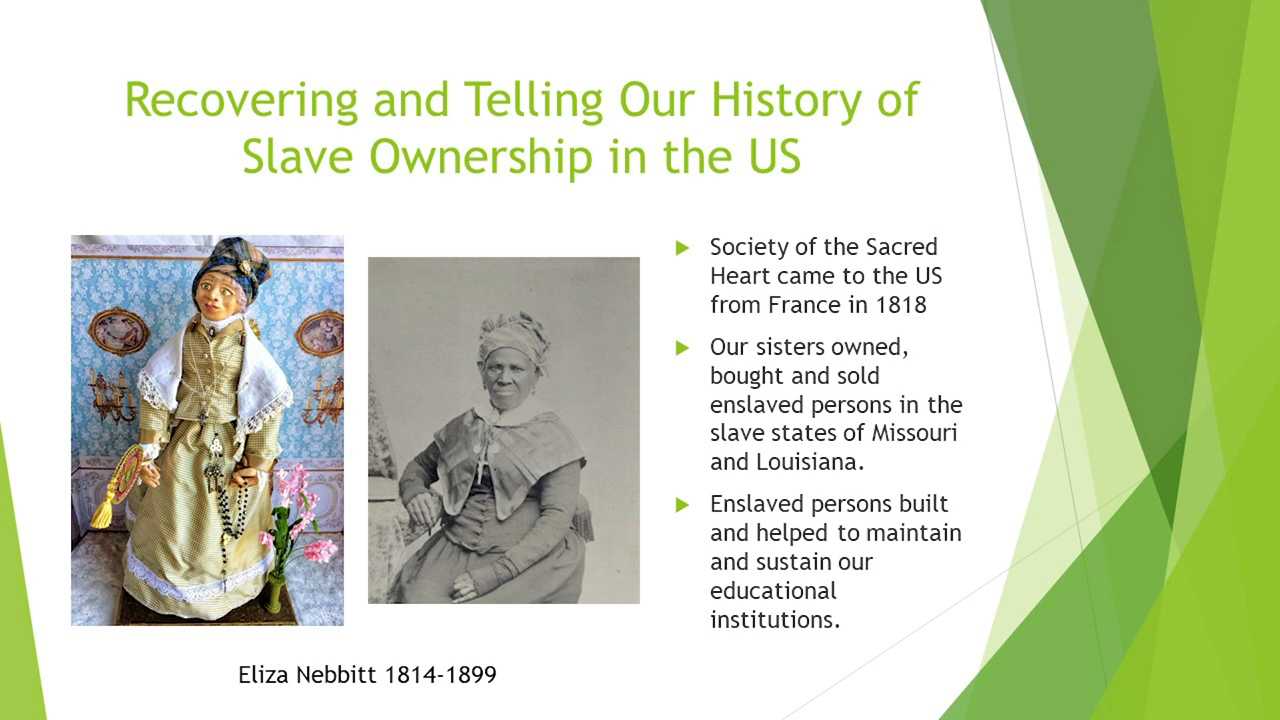 Recovering and Telling Our History of
Slave Ownership in the US
Society of the Sacred
Heart came to the US
from France in 1818
Our sisters owned,
bought and sold
enslaved persons in the
slave states of Missouri
and Louisiana.
Enslaved persons built
and helped to maintain
and sustain our
educational
institutions.
Eliza Nebbitt 1814-1899